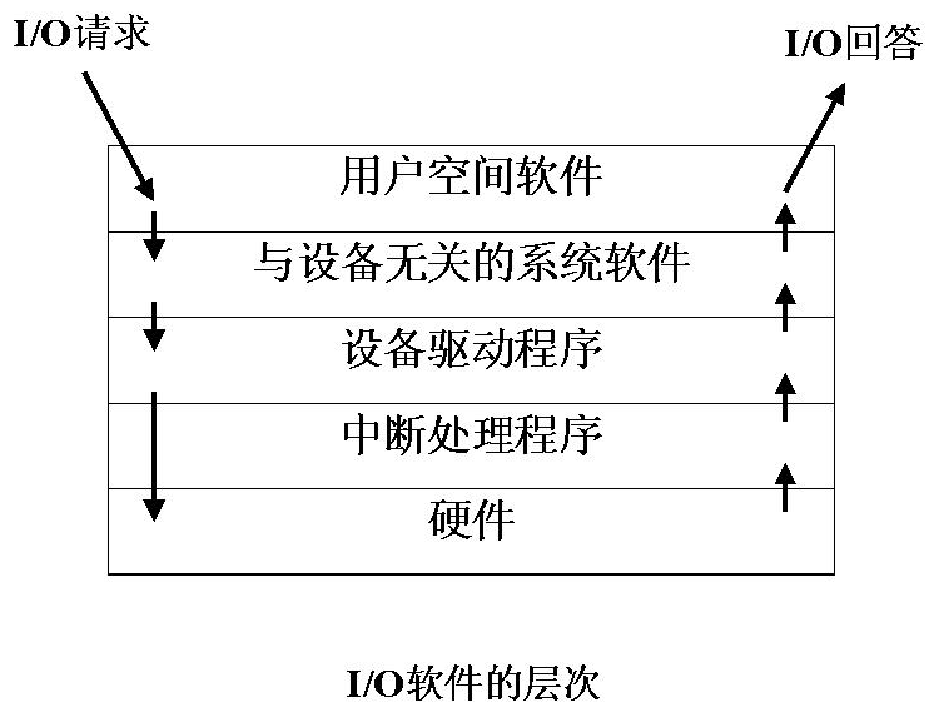 I/O请求
I/O回答
用户空间软件
与设备无关的系统软件
设备驱动程序
中断处理程序
硬件
I/O软件的层次